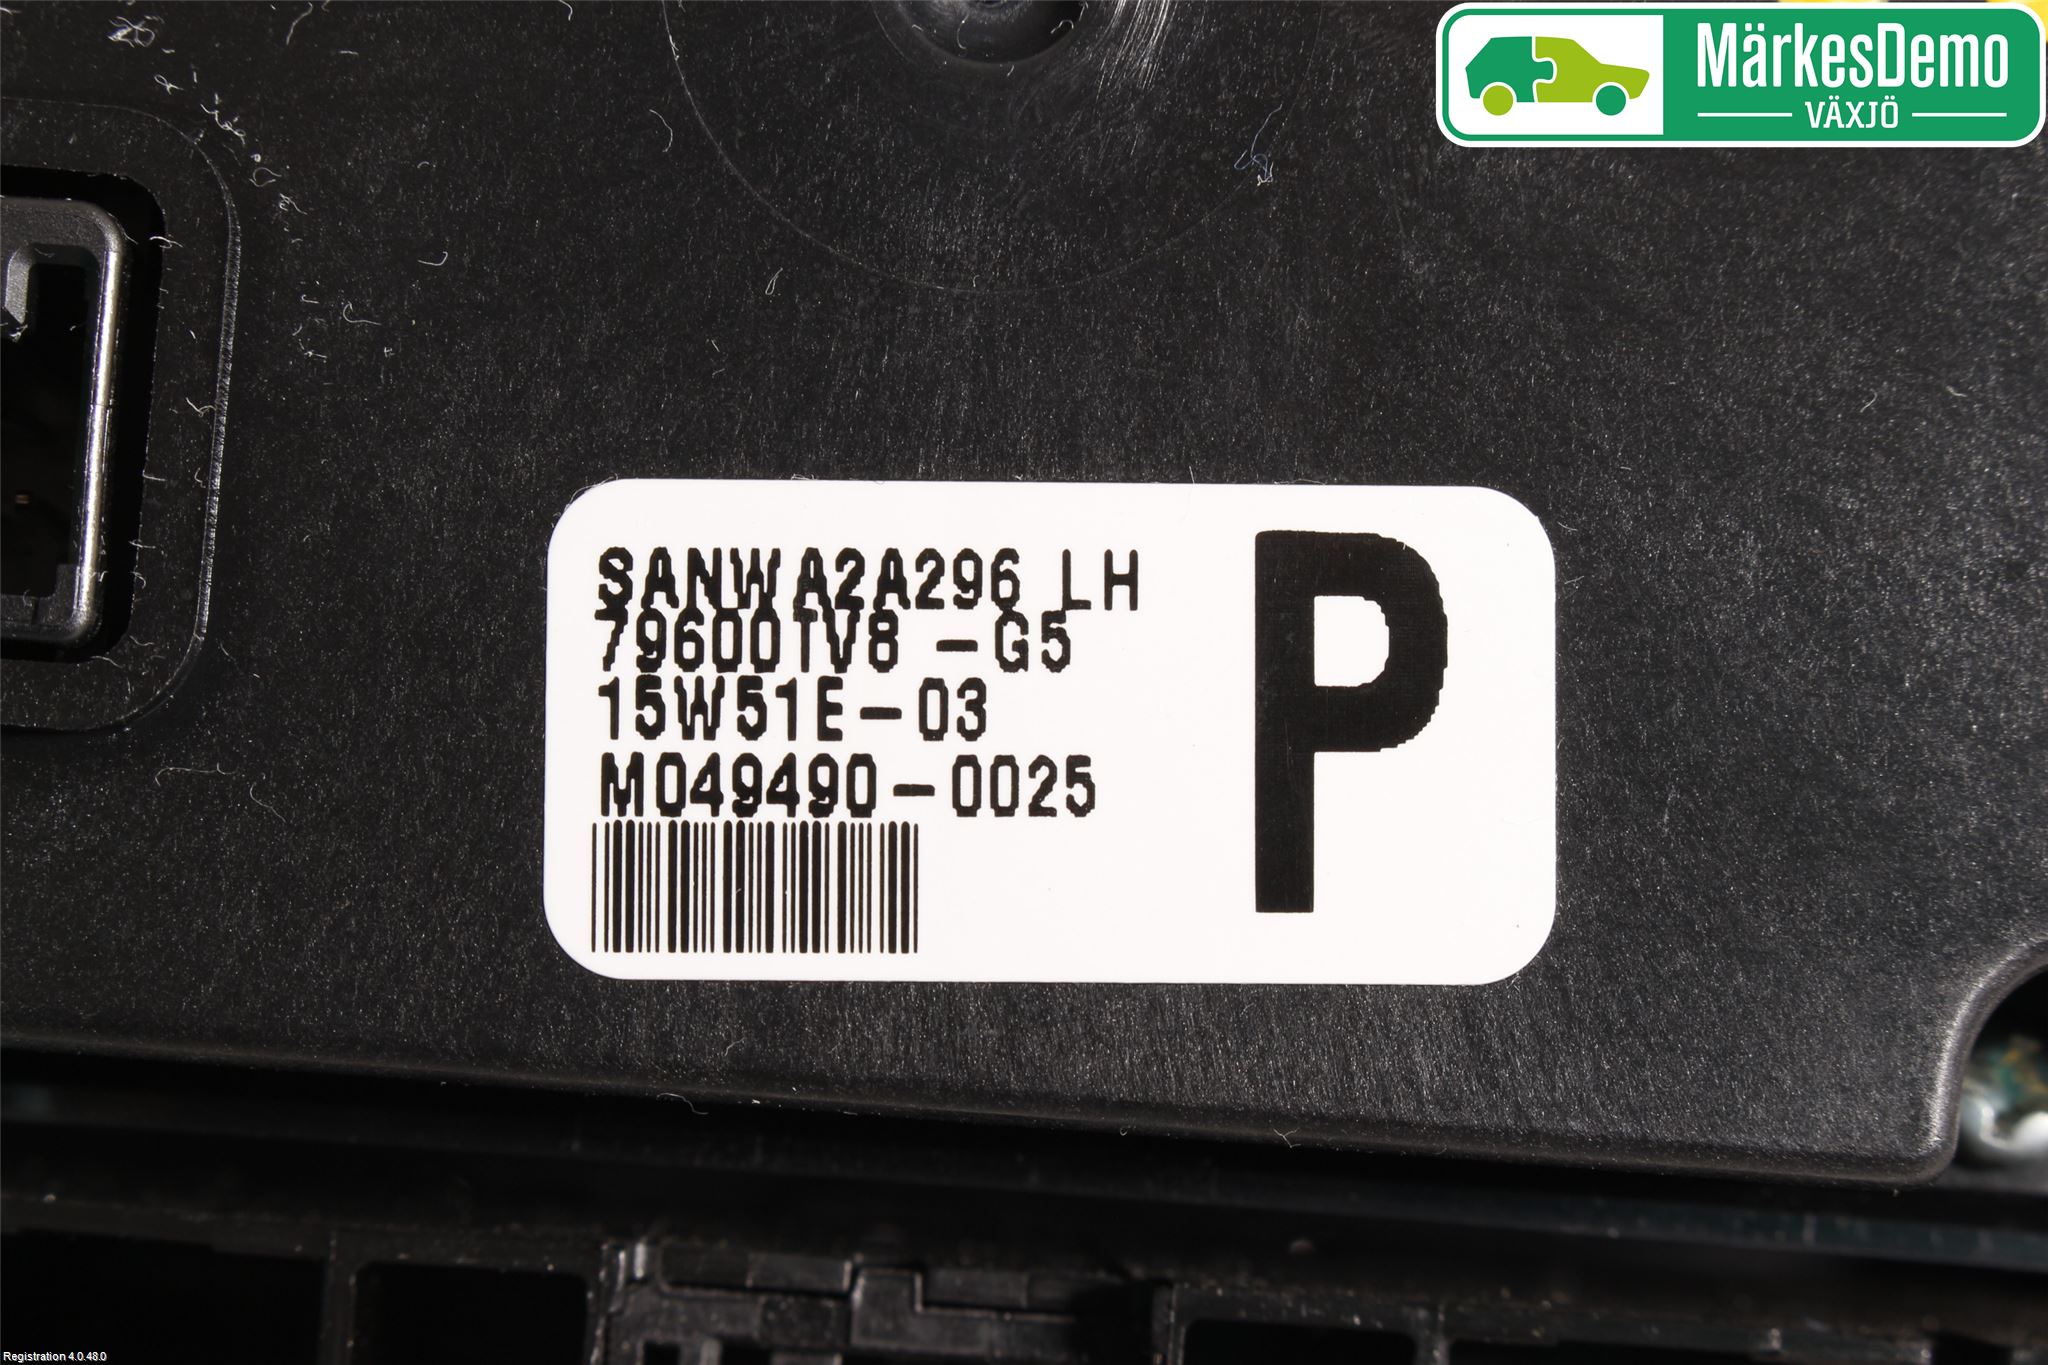 MärkesDemo
VÄXJÖ
SANWA2A296 LH
79600TV8 -G5
15W51E-03
M049490-0025
P
Registration 4.0.48.0